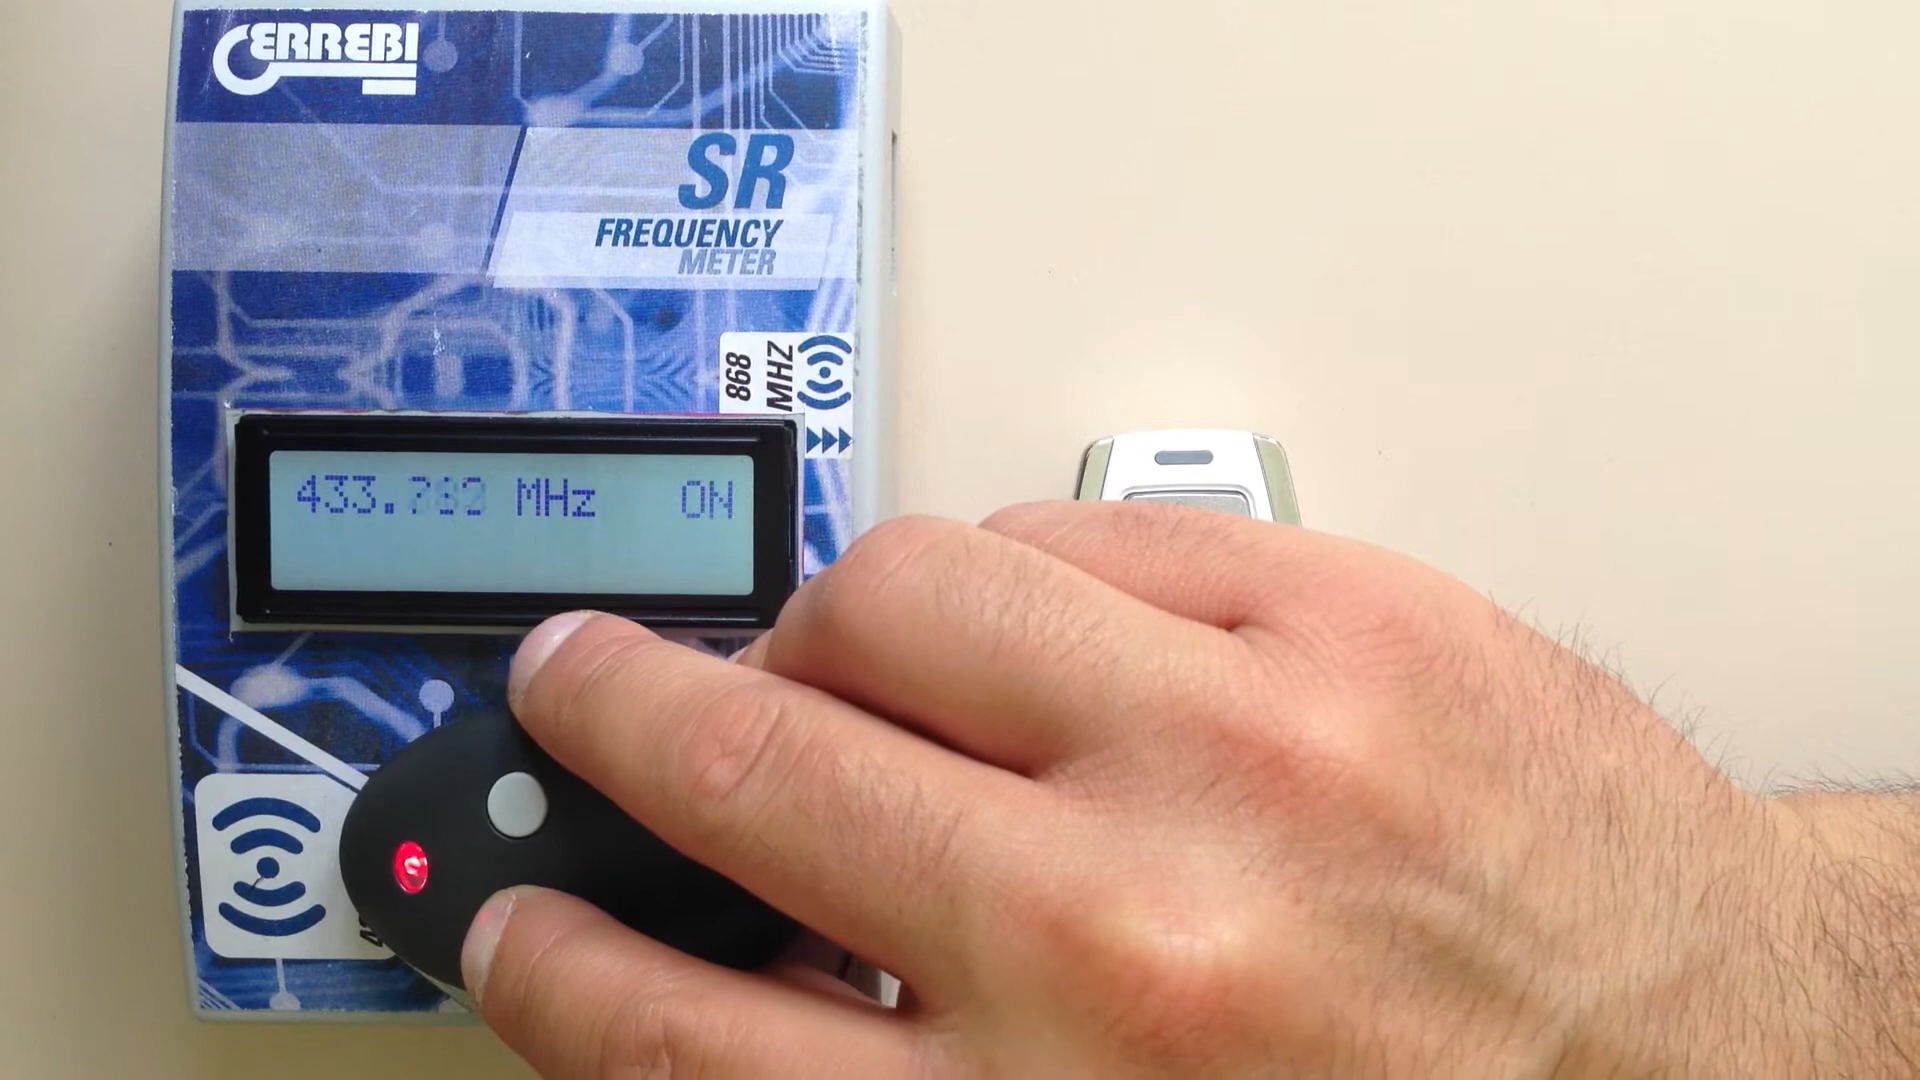 ERREBI
SR
FREQUENCY
METER
868
MHZ
MHz ON